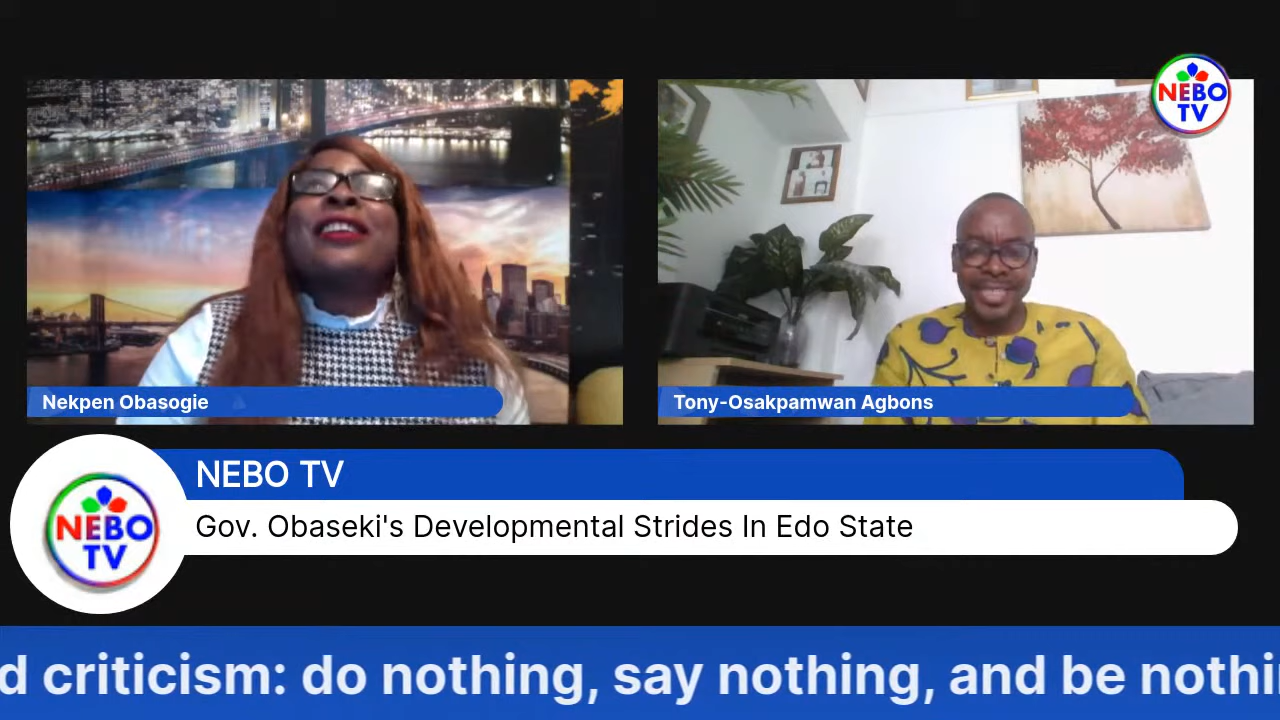 NEBO
TV
Nekpen Obasogie
Tony-Osakpamwan Agbons
NEBO TV
NEBO
TV
Gov. Obaseki's Developmental Strides In Edo State
d criticism: do nothing, say nothing, and be nothi